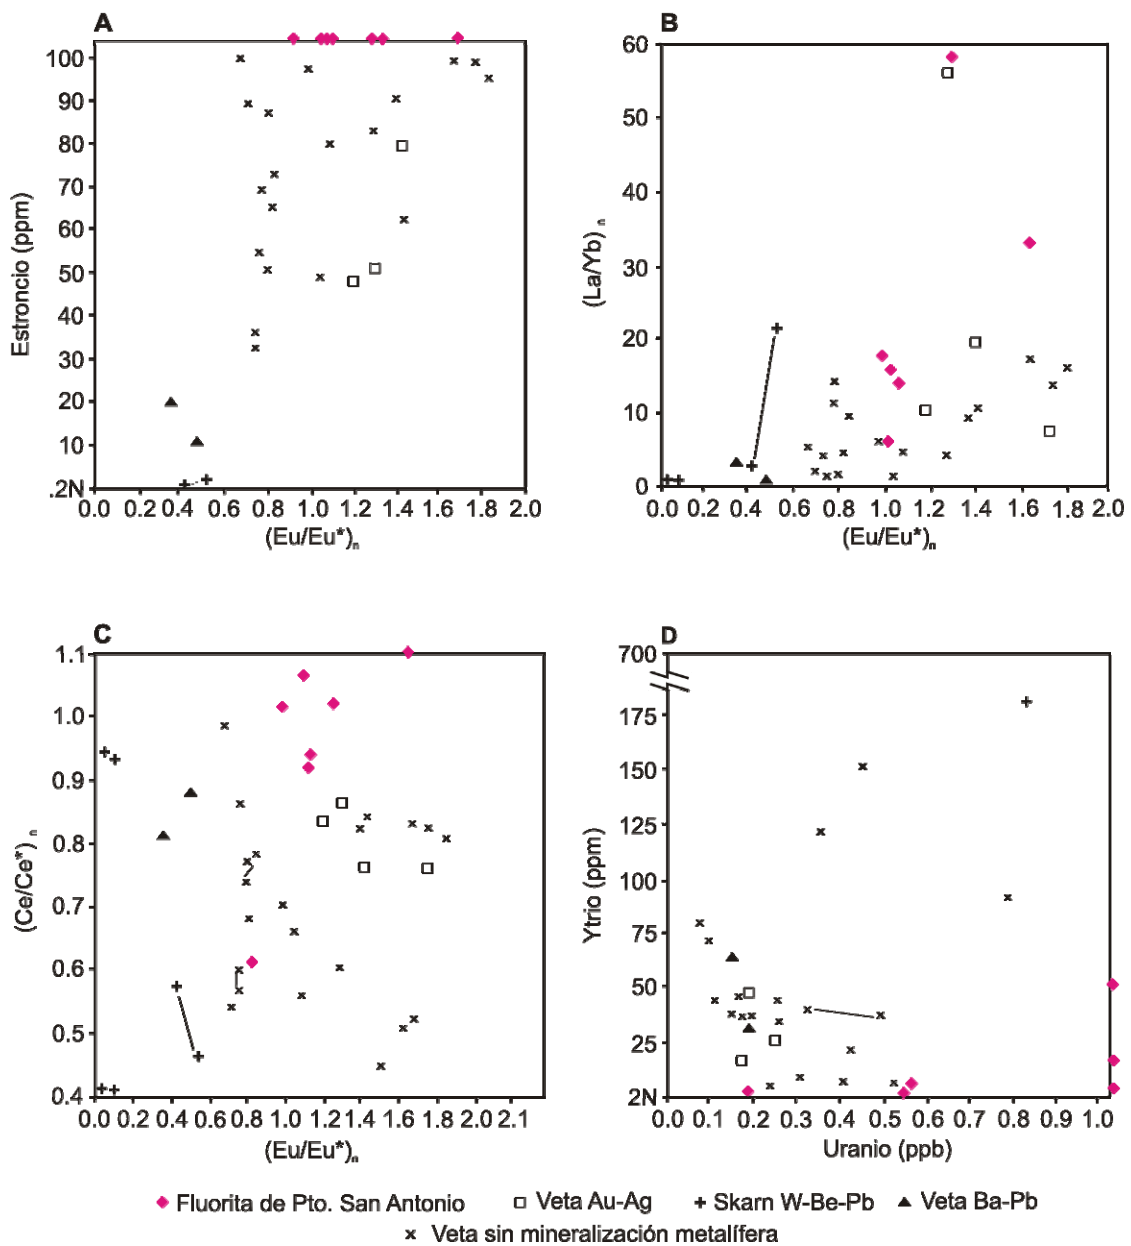 A
Estroncio (ppm)
100
90
80
70
60
50
40
30
20
10
.2N
0.0 0.2 0.4 0.6 0.8 1.0 1.2 1.4 1.6 1.8 2.0
(Eu/Eu*)n
B
(La/Yb)n
60
50
40
30
20
10
0
0.0 0.2 0.4 0.6 0.8 1.0 1.2 1.4 1.6 1.8 2.0
(Eu/Eu*)n
C
(Ce/Ce*)n
1.1
1.0
0.9
0.8
0.7
0.6
0.5
0.4
0.0 0.2 0.4 0.6 0.8 1.0 1.2 1.4 1.8 2.0 2.1
(Eu/Eu*)n
D
Ytrio (ppm)
700
175
150
125
100
75
50
25
2N
0.0 0.1 0.2 0.3 0.4 0.5 0.6 0.7 0.8 0.9 1.0
Uranio (ppb)
Fluorita de Pto. San Antonio Veta Au-Ag Skarn W-Be-Pb Veta Ba-Pb
Veta sin mineralización metalífera